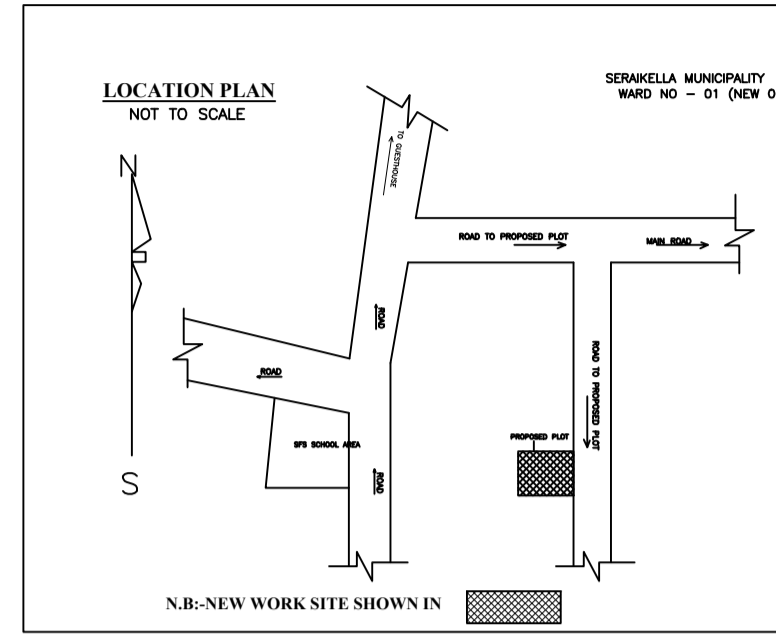 LOCATION PLAN
NOT TO SCALE
SERAIKELLA MUNICIPALITY
WARD NO - 01 (NEW 0
N
TO GUESTHOUSE
ROAD TO PROPOSED PLOT
MAIN ROAD
ROAD
ROAD
ROAD TO PROPOSED PLOT
SFS SCHOOL AREA
PROPOSED PLOT
ROAD
S
N.B:-NEW WORK SITE SHOWN IN